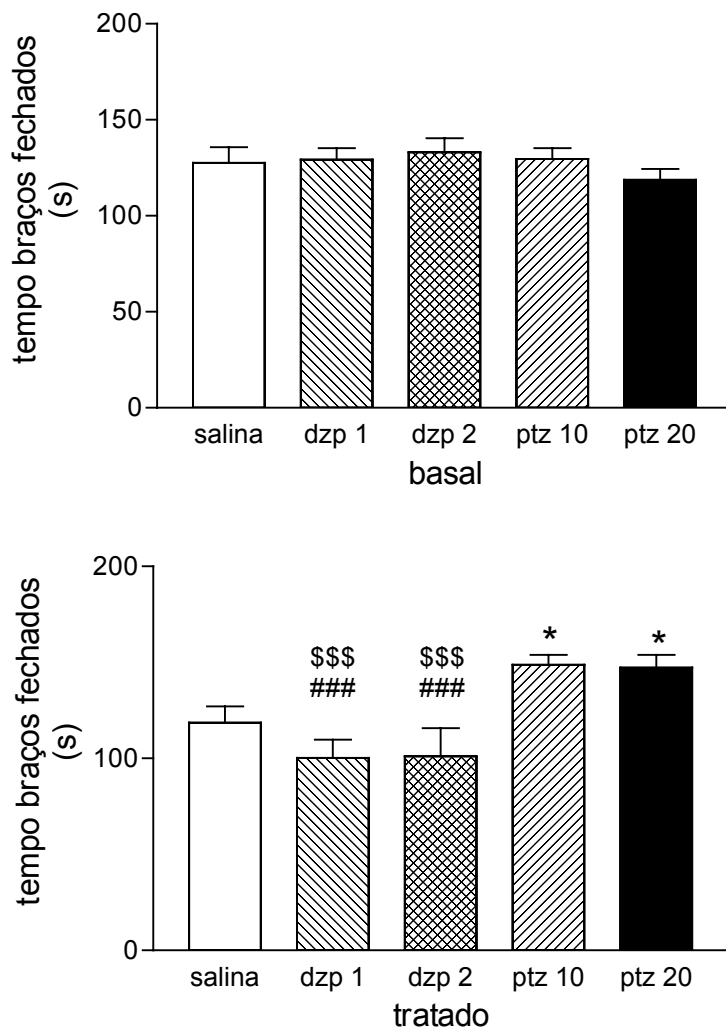 200
150
100
50
0
tempo braços fechados
(s)
salina dzp 1 dzp 2 ptz 10 ptz 20
basal
200
100
0
tempo braços fechados
(s)
$$$ $$$ * *
### ###
salina dzp 1 dzp 2 ptz 10 ptz 20
tratado